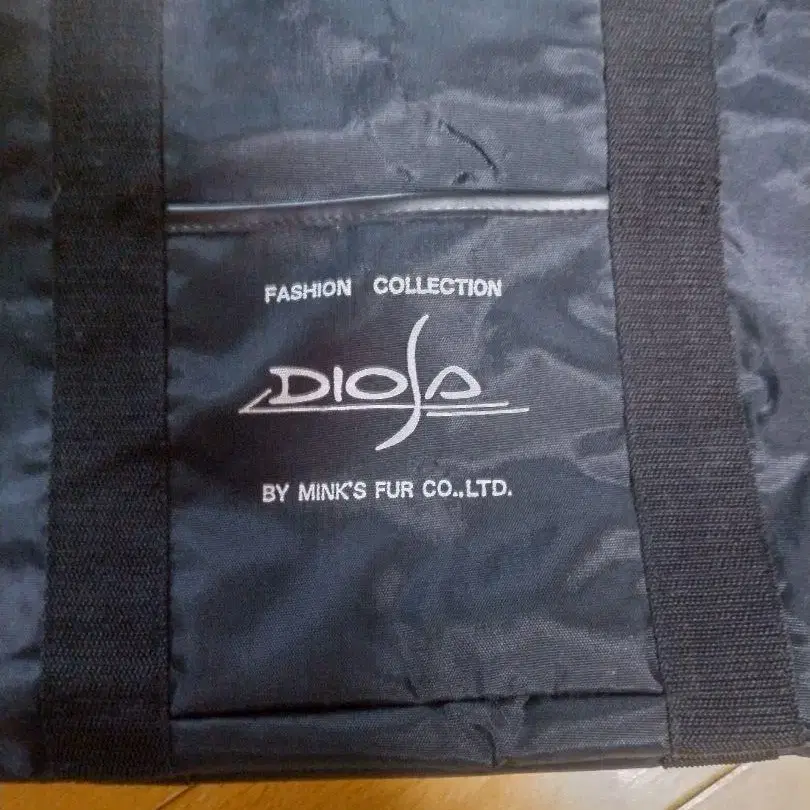 FASHION COLLECTION
DIOSA
BY MINK'S FUR CO.,LTD.